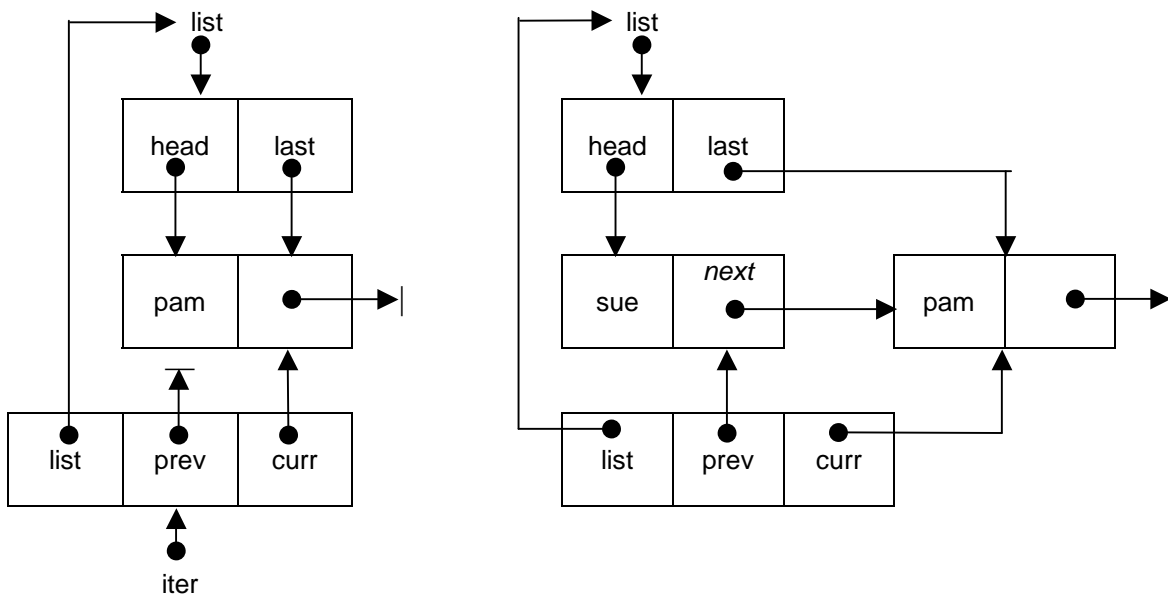 list
head last
pam
list prev curr
iter
list
head last
next
sue pam
list prev curr